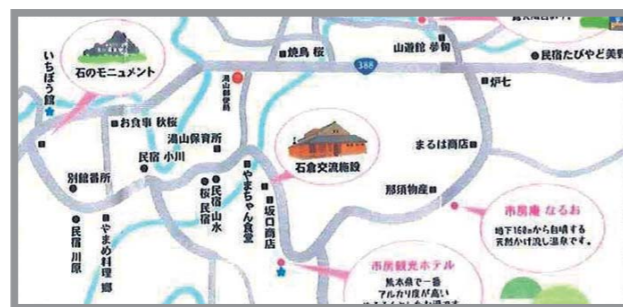 焼鳥 桜
山遊館 夢旬
民宿たびやど美野
388
いちぼう館
石のモニュメント
湯山郵便局
炉七
お食事 秋桜
湯山保育所
民宿 小川
石倉交流施設
まるは商店
別館番所
民宿 川原
やまめ料理 郷
桜 民宿
民宿 山水
やまちゃん食堂
坂口商店
那須物産
市房庵 なるお
地下160mから自噴する
天然かけ流し温泉です。
市房観光ホテル
熊本県で一番
アルカリ度が高い